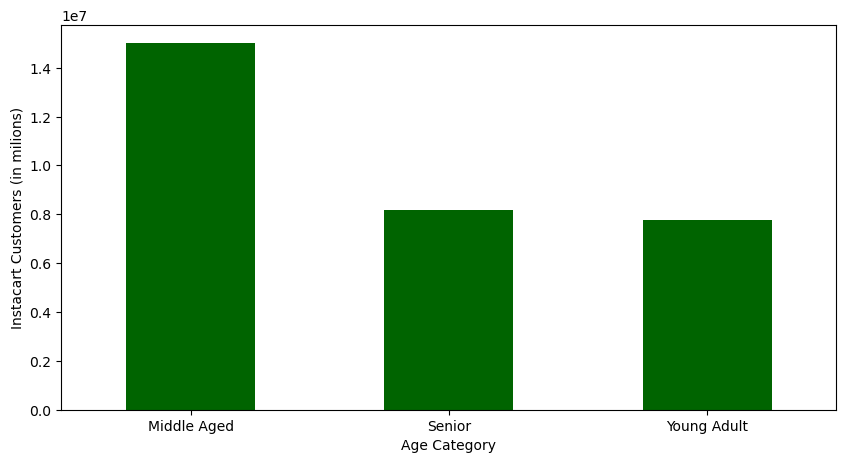 1e7
1.4
1.2
1.0
0.8
0.6
0.4
0.2
0.0
Instacart Customers (in milions)
Middle Aged
Senior
Young Adult
Age Category